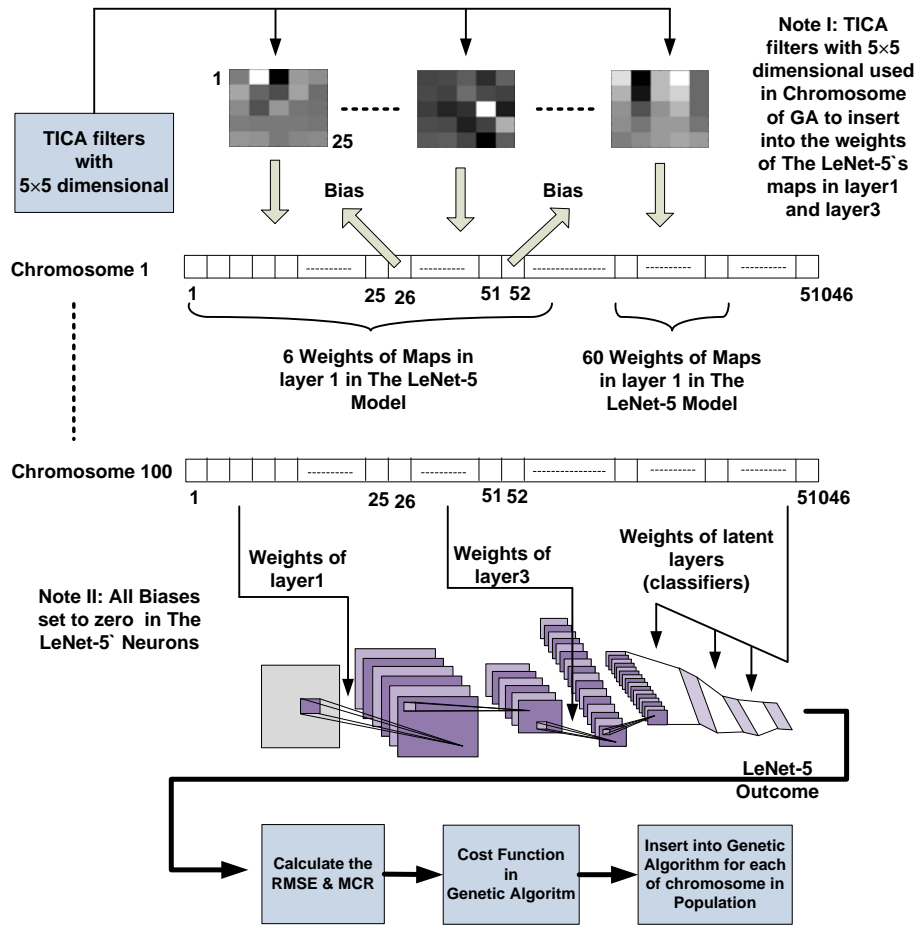 Note I: TICA
filters with 5×5
dimensional used
in Chromosome
of GA to insert
into the weights
of The LeNet-5`s
maps in layer1
and layer3
1
25
TICA filters
with
5×5 dimensional
Bias
Bias
Chromosome 1
1
25
26
51
52
51046
6 Weights of Maps in
layer 1 in The LeNet-5
Model
60 Weights of Maps
in layer 1 in The
LeNet-5 Model
Chromosome 100
1
25
26
51
52
51046
Weights of
layer1
Weights of
layer3
Weights of latent
layers
(classifiers)
Note II: All Biases
set to zero in The
LeNet-5` Neurons
LeNet-5
Outcome
Calculate the
RMSE & MCR
Cost Function
in
Genetic Algoritm
Insert into Genetic
Algorithm for each
of chromosome in
Population